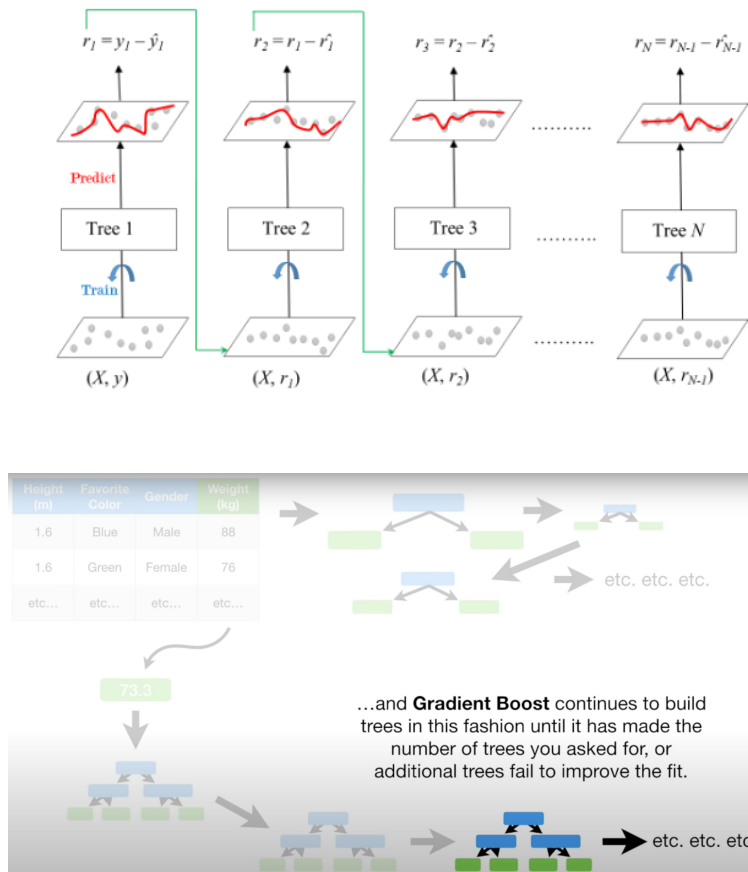 r₁ = y₁ − ŷ₁
r₂ = r₁ − r̂₁
r₃ = r₂ − r̂₂
r_N = r_{N-1} − r̂_{N-1}
Predict
Tree 1
Tree 2
Tree 3
Tree N
Train
(X, y)
(X, r₁)
(X, r₂)
(X, r_{N-1})
Height (m) Favorite Color Gender Weight (kg)
1.6 Blue Male 88
1.6 Green Female 76
etc... etc... etc... etc...
etc. etc. etc.
73.3
...and Gradient Boost continues to build
trees in this fashion until it has made the
number of trees you asked for, or
additional trees fail to improve the fit.
etc. etc. etc